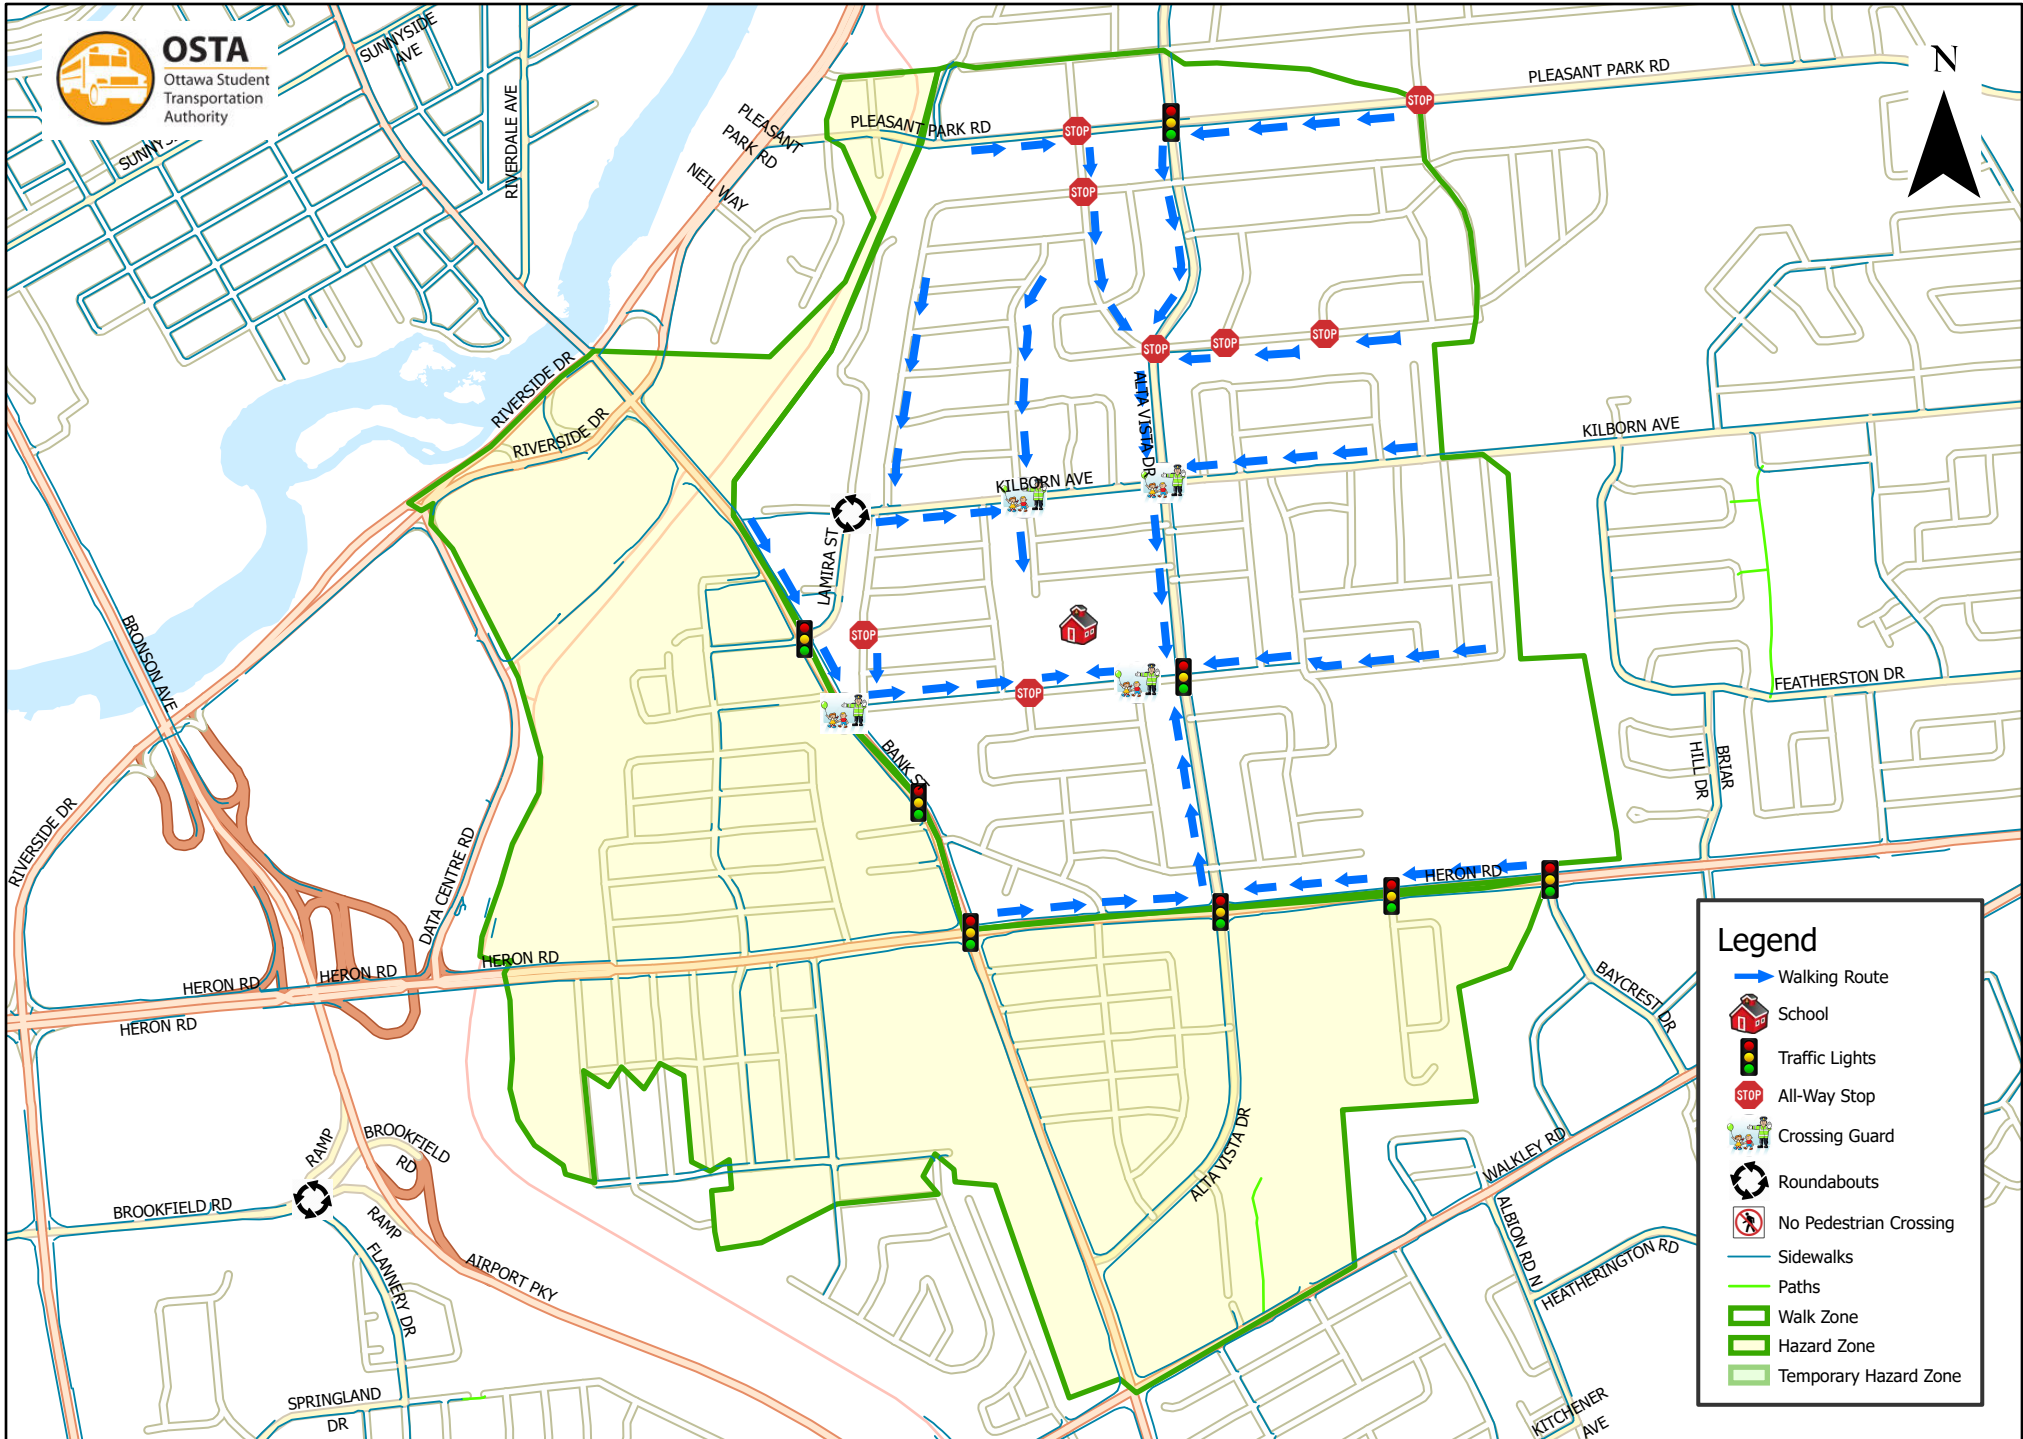 OSTA
Ottawa Student
Transportation
Authority
SUNNYSIDE
AVE
SUNNYS
RIVERDALE AVE
PLEASANT
PARK RD
NEIL WAY
PLEASANT PARK RD
PLEASANT PARK RD
N
STOP
STOP
STOP
STOP
STOP
STOP
RIVERSIDE DR
RIVERSIDE DR
ALTA VISTA DR
KILBORN AVE
KILBORN AVE
LAMIRA ST
STOP
STOP
BRONSON AVE
BANK ST
FEATHERSTON DR
BRIAR
HILL DR
RIVERSIDE DR
DATA CENTRE RD
HERON RD
HERON RD
HERON RD
HERON RD
HERON RD
BAYCREST DR
RAMP
BROOKFIELD
RD
BROOKFIELD RD
RAMP
FLANNERY DR
AIRPORT PKY
ALTA VISTA DR
WALKLEY RD
ALBION RD N
HEATHERINGTON RD
SPRINGLAND
DR
KITCHENER
AVE
Legend
Walking Route
School
Traffic Lights
STOP
All-Way Stop
Crossing Guard
Roundabouts
No Pedestrian Crossing
Sidewalks
Paths
Walk Zone
Hazard Zone
Temporary Hazard Zone